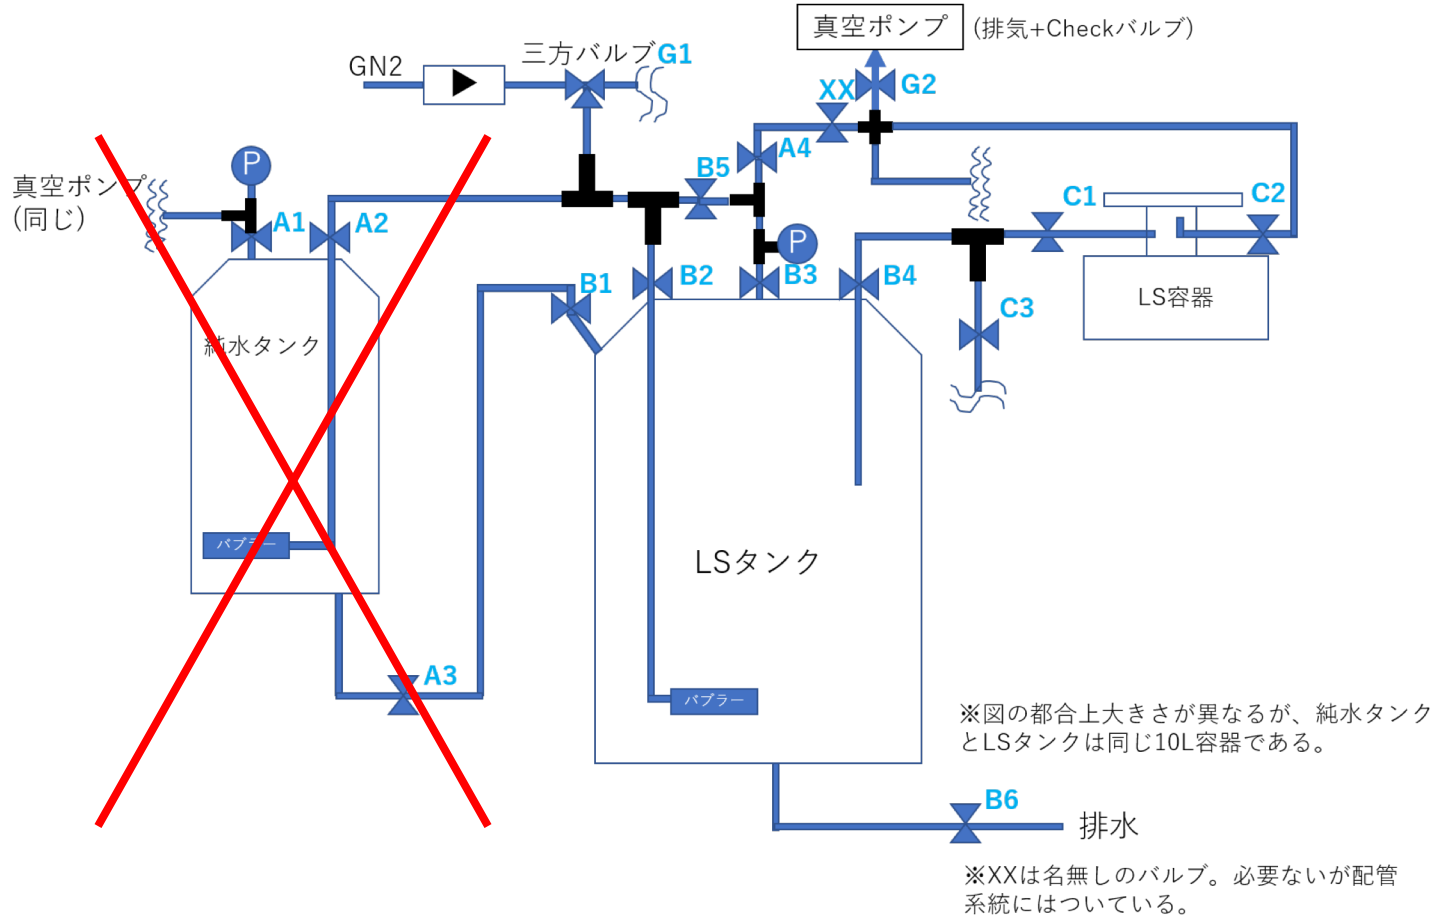 真空ポンプ
(排気+Checkバルブ)
三方バルブ
G1
GN2
XX
G2
A4
B5
P
真空ポンプ
(同じ)
A1
A2
C1
C2
P
B1
B2
B3
B4
LS容器
C3
純水タンク
バブラー
LSタンク
A3
バブラー
※図の都合上大きさが異なるが、純水タンク
とLSタンクは同じ10L容器である。
B6
排水
※XXは名無しのバルブ。必要ないが配管
系統にはついている。